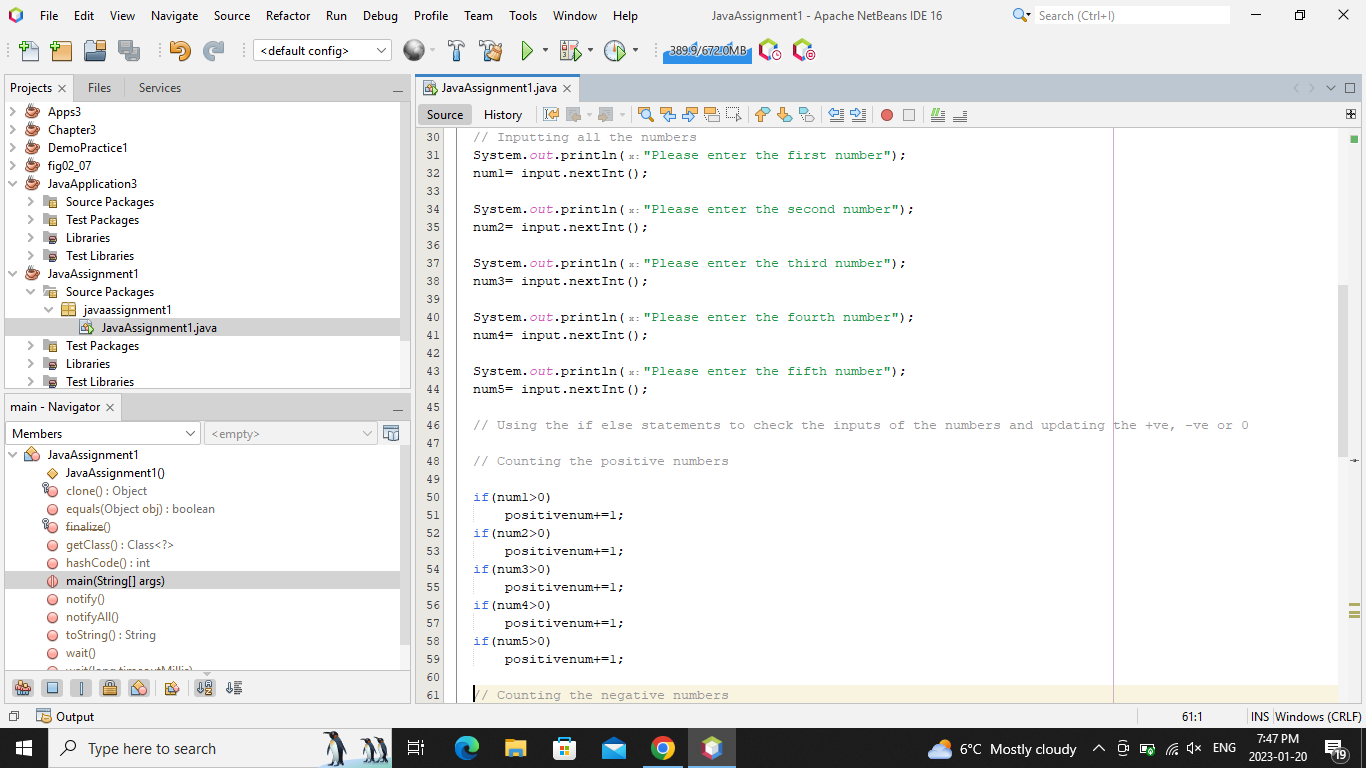 File Edit View Navigate Source Refactor Run Debug Profile Team Tools Window Help JavaAssignment1 - Apache NetBeans IDE 16 Search (Ctrl+I)
<default config> 389.9/672.0MB
Projects Files Services
Apps3
Chapter3
DemoPractice1
fig02_07
JavaApplication3
Source Packages
Test Packages
Libraries
Test Libraries
JavaAssignment1
Source Packages
javaassignment1
JavaAssignment1.java
Test Packages
Libraries
Test Libraries
main - Navigator
Members <empty>
JavaAssignment1
JavaAssignment1()
clone() : Object
equals(Object obj) : boolean
finalize()
getClass() : Class<?>
hashCode() : int
main(String[] args)
notify()
notifyAll()
toString() : String
wait()
wait(long timeoutMillis)
JavaAssignment1.java
Source History
30 // Inputting all the numbers
31 System.out.println(x:"Please enter the first number");
32 num1= input.nextInt();
33
34 System.out.println(x:"Please enter the second number");
35 num2= input.nextInt();
36
37 System.out.println(x:"Please enter the third number");
38 num3= input.nextInt();
39
40 System.out.println(x:"Please enter the fourth number");
41 num4= input.nextInt();
42
43 System.out.println(x:"Please enter the fifth number");
44 num5= input.nextInt();
45
46 // Using the if else statements to check the inputs of the numbers and updating the +ve, -ve or 0
47
48 // Counting the positive numbers
49
50 if(num1>0)
51 positivenum+=1;
52 if(num2>0)
53 positivenum+=1;
54 if(num3>0)
55 positivenum+=1;
56 if(num4>0)
57 positivenum+=1;
58 if(num5>0)
59 positivenum+=1;
60
61 // Counting the negative numbers
Output 61:1 INS Windows (CRLF)
Type here to search 6°C Mostly cloudy ENG 7:47 PM
2023-01-20 19